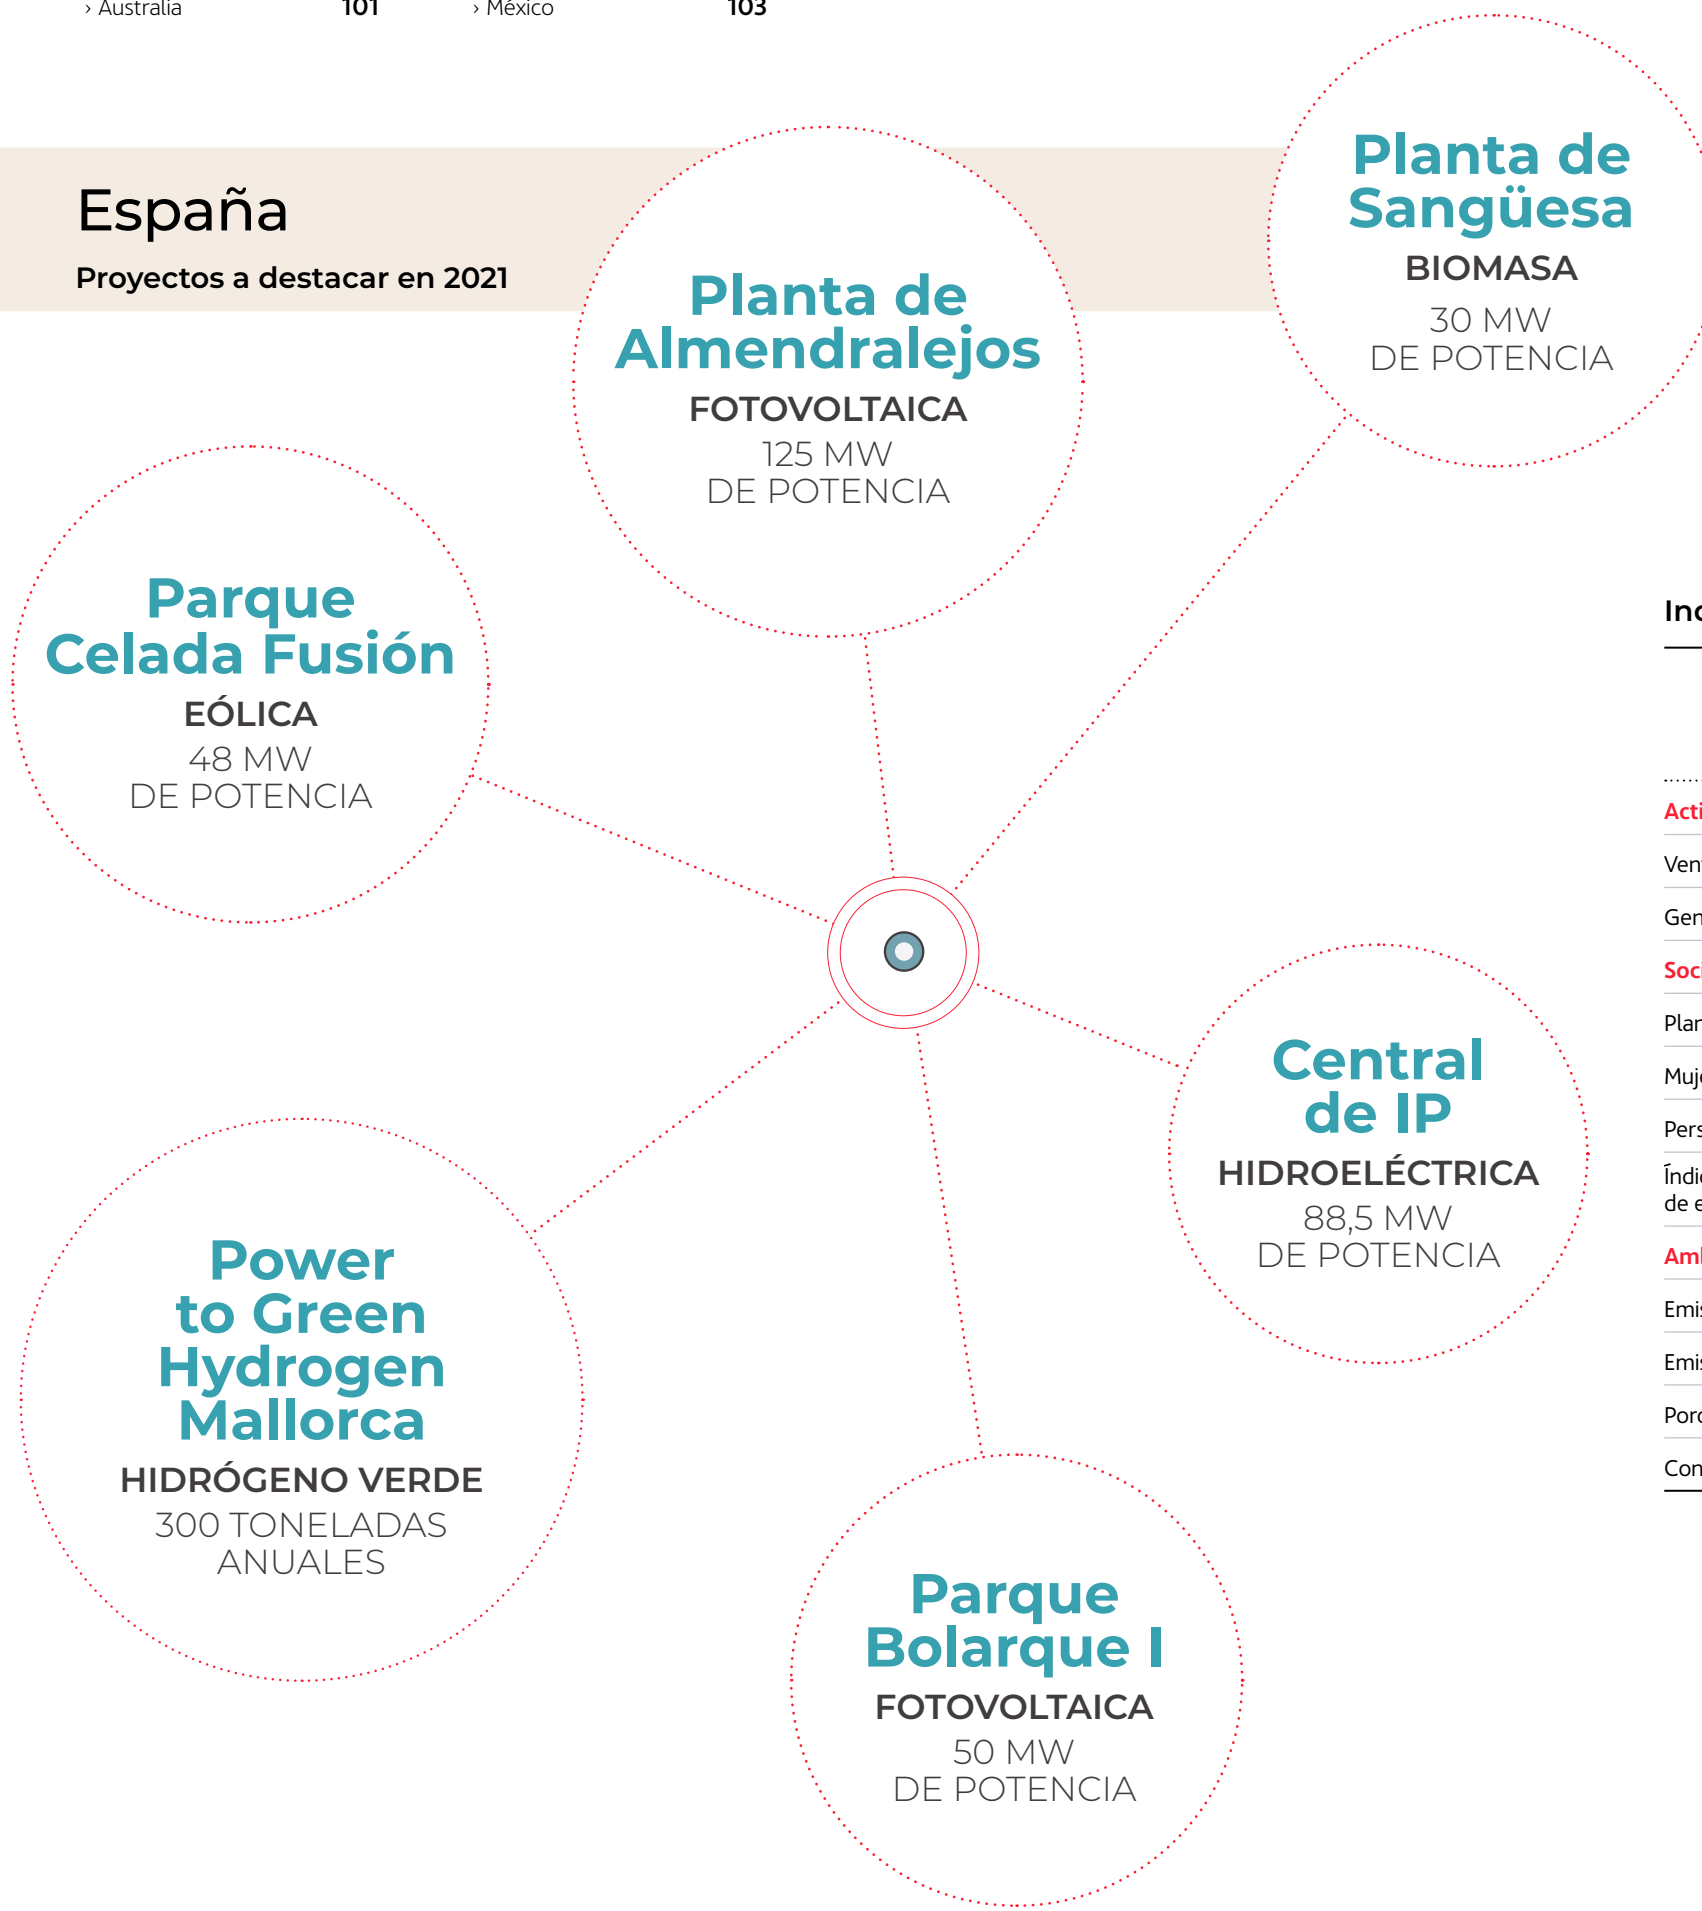 › Australia 101 › México 103
España
Proyectos a destacar en 2021
Planta de
Sangüesa
BIOMASA
30 MW
DE POTENCIA
Planta de
Almendralejos
FOTOVOLTAICA
125 MW
DE POTENCIA
Parque
Celada Fusión
EÓLICA
48 MW
DE POTENCIA
Central
de IP
HIDROELÉCTRICA
88,5 MW
DE POTENCIA
Power
to Green
Hydrogen
Mallorca
HIDRÓGENO VERDE
300 TONELADAS
ANUALES
Parque
Bolarque I
FOTOVOLTAICA
50 MW
DE POTENCIA